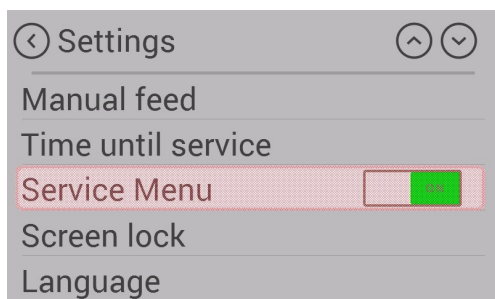 Settings
Manual feed
Time until service
Service Menu
Screen lock
Language